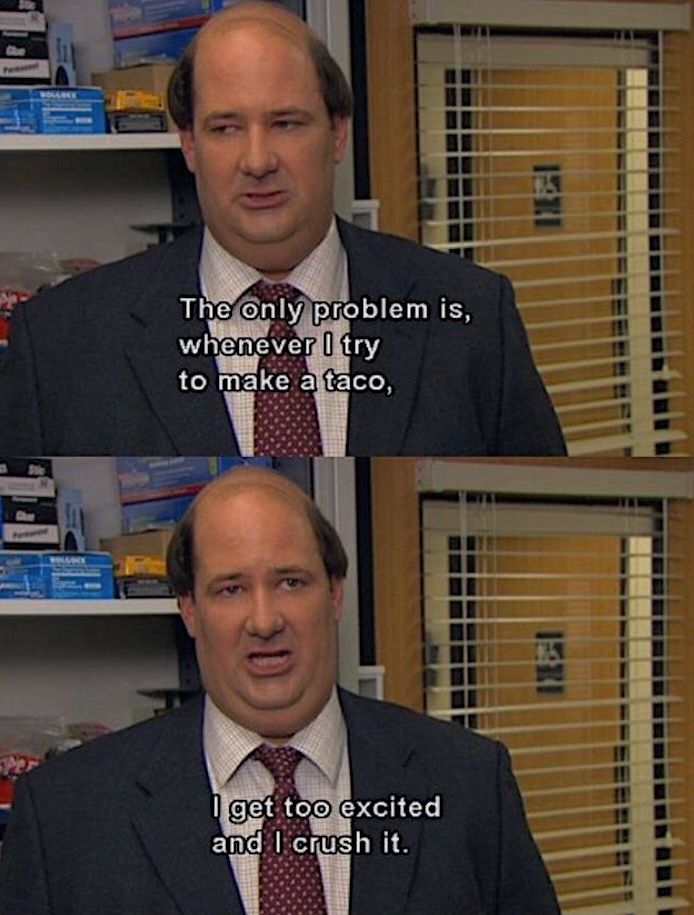 The only problem is,
whenever I try
to make a taco,
I get too excited
and I crush it.